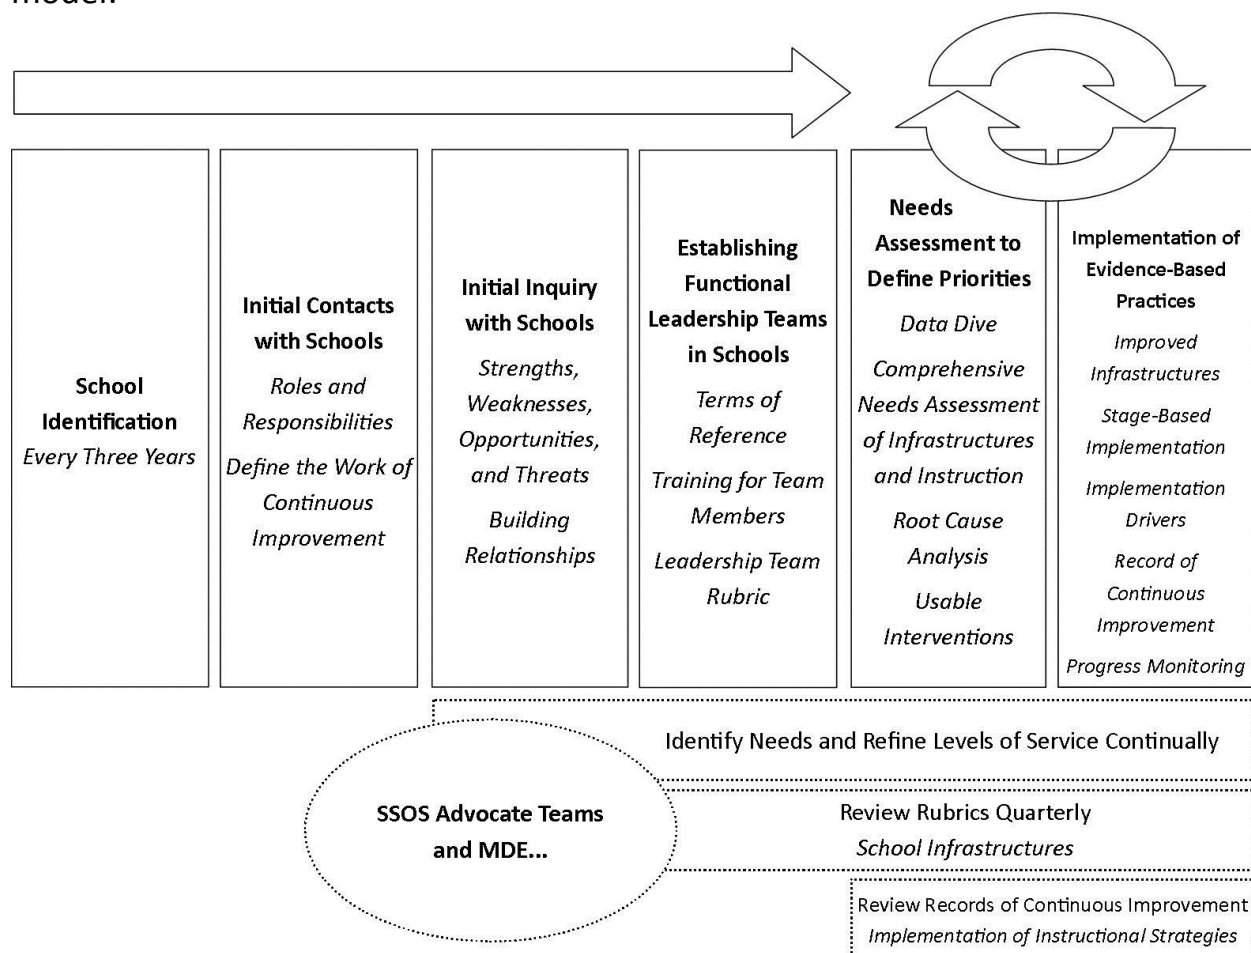 model.
School
Identification
Every Three Years
Initial Contacts
with Schools
Roles and
Responsibilities
Define the Work of
Continuous
Improvement
Initial Inquiry
with Schools
Strengths,
Weaknesses,
Opportunities,
and Threats
Building
Relationships
Establishing
Functional
Leadership Teams
in Schools
Terms of
Reference
Training for Team
Members
Leadership Team
Rubric
Needs
Assessment to
Define Priorities
Data Dive
Comprehensive
Needs Assessment
of Infrastructures
and Instruction
Root Cause
Analysis
Usable
Interventions
Implementation of
Evidence-Based
Practices
Improved
Infrastructures
Stage-Based
Implementation
Implementation
Drivers
Record of
Continuous
Improvement
Progress Monitoring
Identify Needs and Refine Levels of Service Continually
SSOS Advocate Teams
and MDE...
Review Rubrics Quarterly
School Infrastructures
Review Records of Continuous Improvement
Implementation of Instructional Strategies